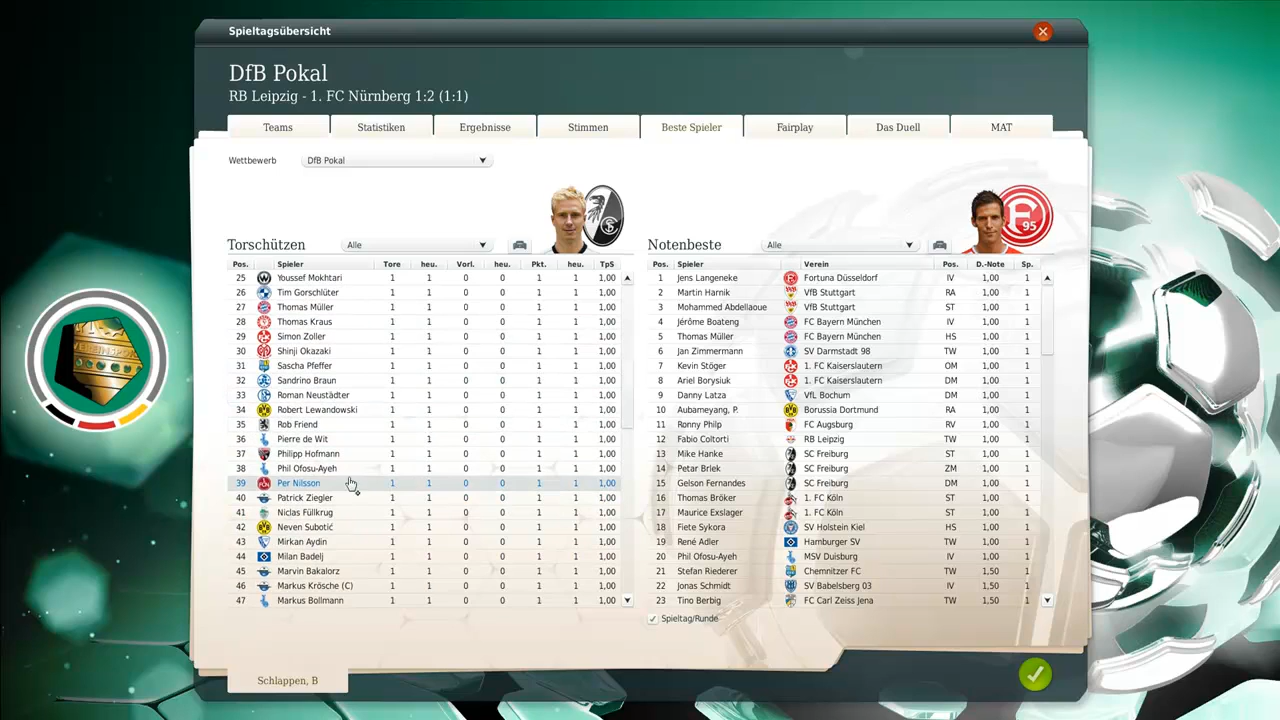 Spieltagsübersicht
DfB Pokal
RB Leipzig - 1. FC Nürnberg 1:2 (1:1)
Teams Statistiken Ergebnisse Stimmen Beste Spieler Fairplay Das Duell MAT
Wettbewerb DfB Pokal
F 95
Torschützen Alle
Pos. Spieler Tore heu. Vorl. heu. Pkt. heu. TpS
25 Youssef Mokhtari 1 1 0 0 1 1 1,00
26 Tim Gorschlüter 1 1 0 0 1 1 1,00
27 Thomas Müller 1 1 0 0 1 1 1,00
28 Thomas Kraus 1 1 0 0 1 1 1,00
29 Simon Zoller 1 1 0 0 1 1 1,00
30 Shinji Okazaki 1 1 0 0 1 1 1,00
31 Sascha Pfeffer 1 1 0 0 1 1 1,00
32 Sandrino Braun 1 1 0 0 1 1 1,00
33 Roman Neustädter 1 1 0 0 1 1 1,00
34 Robert Lewandowski 1 1 0 0 1 1 1,00
35 Rob Friend 1 1 0 0 1 1 1,00
36 Pierre de Wit 1 1 0 0 1 1 1,00
37 Philipp Hofmann 1 1 0 0 1 1 1,00
38 Phil Ofosu-Ayeh 1 1 0 0 1 1 1,00
39 Per Nilsson 1 1 0 0 1 1 1,00
40 Patrick Ziegler 1 1 0 0 1 1 1,00
41 Niclas Füllkrug 1 1 0 0 1 1 1,00
42 Neven Subotić 1 1 0 0 1 1 1,00
43 Mirkan Aydin 1 1 0 0 1 1 1,00
44 Milan Badelj 1 1 0 0 1 1 1,00
45 Marvin Bakalorz 1 1 0 0 1 1 1,00
46 Markus Krösche (C) 1 1 0 0 1 1 1,00
47 Markus Bollmann 1 1 0 0 1 1 1,00
Notenbeste Alle
Pos. Spieler Verein Pos. D.-Note Sp.
1 Jens Langeneke Fortuna Düsseldorf IV 1,00 1
2 Martin Harnik VfB Stuttgart RA 1,00 1
3 Mohammed Abdellaoue VfB Stuttgart ST 1,00 1
4 Jérôme Boateng FC Bayern München IV 1,00 1
5 Thomas Müller FC Bayern München HS 1,00 1
6 Jan Zimmermann SV Darmstadt 98 TW 1,00 1
7 Kevin Stöger 1. FC Kaiserslautern OM 1,00 1
8 Ariel Borysiuk 1. FC Kaiserslautern DM 1,00 1
9 Danny Latza VfL Bochum DM 1,00 1
10 Aubameyang, P. Borussia Dortmund RA 1,00 1
11 Ronny Philp FC Augsburg RV 1,00 1
12 Fabio Coltorti RB Leipzig TW 1,00 1
13 Mike Hanke SC Freiburg ST 1,00 1
14 Petar Brlek SC Freiburg ZM 1,00 1
15 Gelson Fernandes SC Freiburg DM 1,00 1
16 Thomas Bröker 1. FC Köln ST 1,00 1
17 Maurice Exslager 1. FC Köln ST 1,00 1
18 Fiete Sykora SV Holstein Kiel HS 1,00 1
19 René Adler Hamburger SV TW 1,00 1
20 Phil Ofosu-Ayeh MSV Duisburg IV 1,00 1
21 Stefan Riederer Chemnitzer FC TW 1,50 1
22 Jonas Schmidt SV Babelsberg 03 IV 1,50 1
23 Tino Berbig FC Carl Zeiss Jena TW 1,50 1
Spieltag/Runde
Schlappen, B